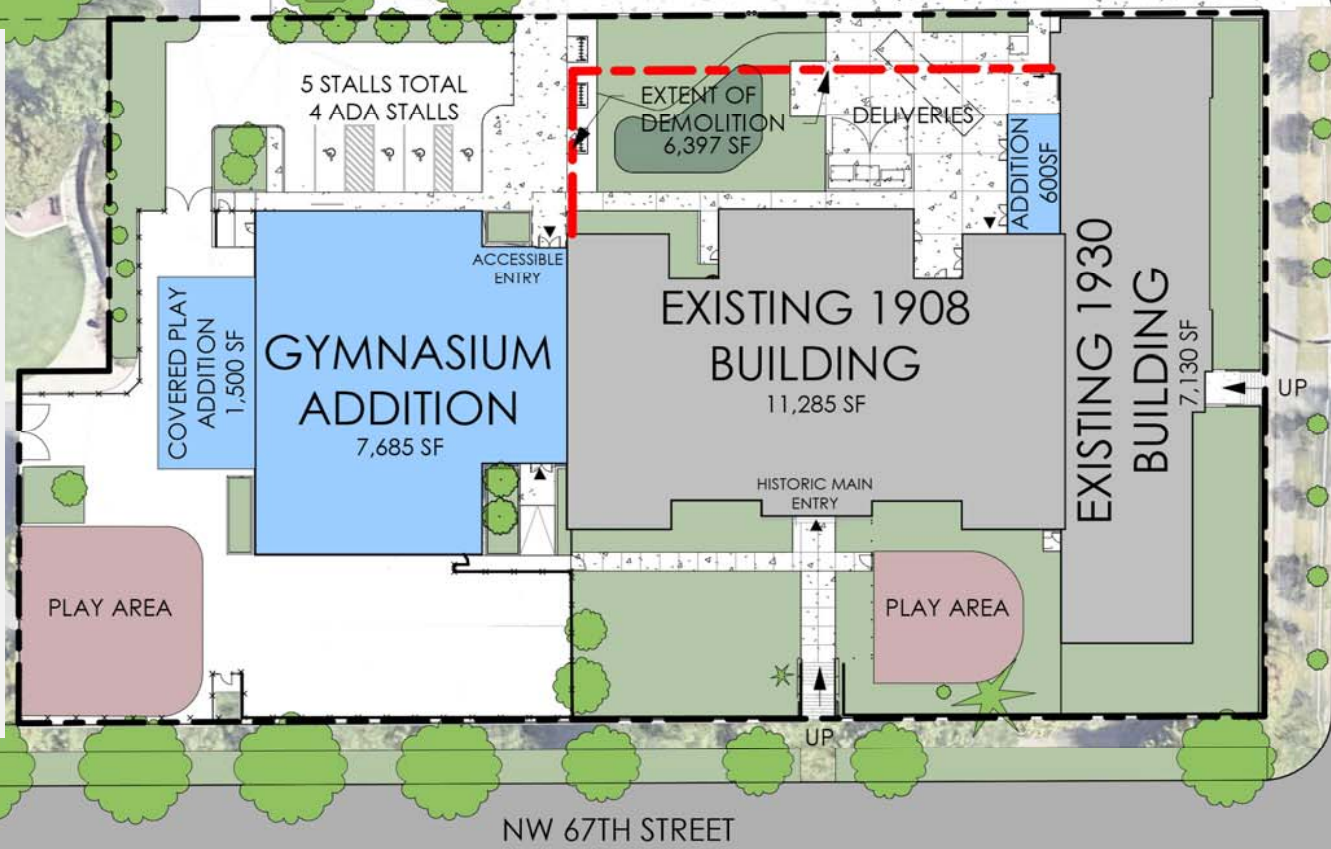 5 STALLS TOTAL
4 ADA STALLS
EXTENT OF
DEMOLITION
6,397 SF
DELIVERIES
ADDITION
600SF
ACCESSIBLE
ENTRY
COVERED PLAY
ADDITION
1,500 SF
GYMNASIUM
ADDITION
7,685 SF
EXISTING 1908
BUILDING
11,285 SF
EXISTING 1930
BUILDING
7,130 SF
UP
HISTORIC MAIN
ENTRY
PLAY AREA
PLAY AREA
UP
NW 67TH STREET